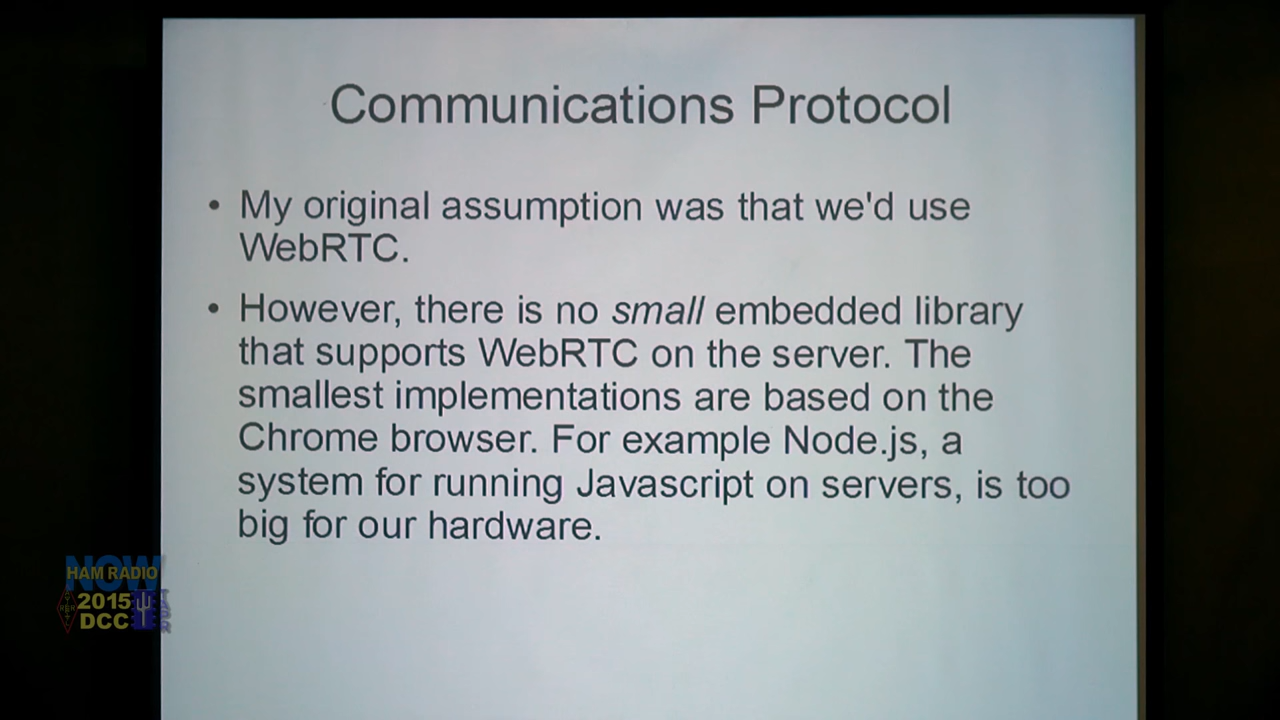 Communications Protocol
• My original assumption was that we'd use
WebRTC.
• However, there is no small embedded library
that supports WebRTC on the server. The
smallest implementations are based on the
Chrome browser. For example Node.js, a
system for running Javascript on servers, is too
big for our hardware.
NOW
HAM RADIO
2015
DCC